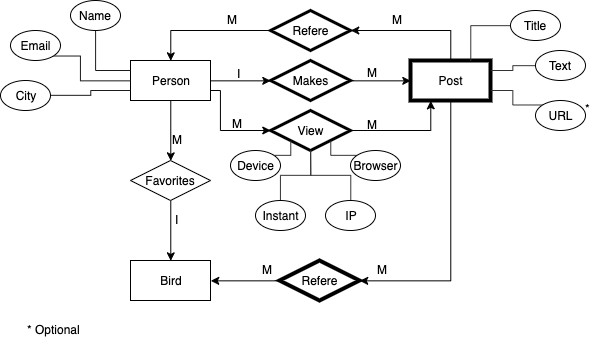 Name
M
Refere
M
Title
Email
Text
City
Person
I
Makes
M
Post
URL
*
M
View
M
M
Device
Browser
Favorites
Instant
IP
I
Bird
M
Refere
M
* Optional